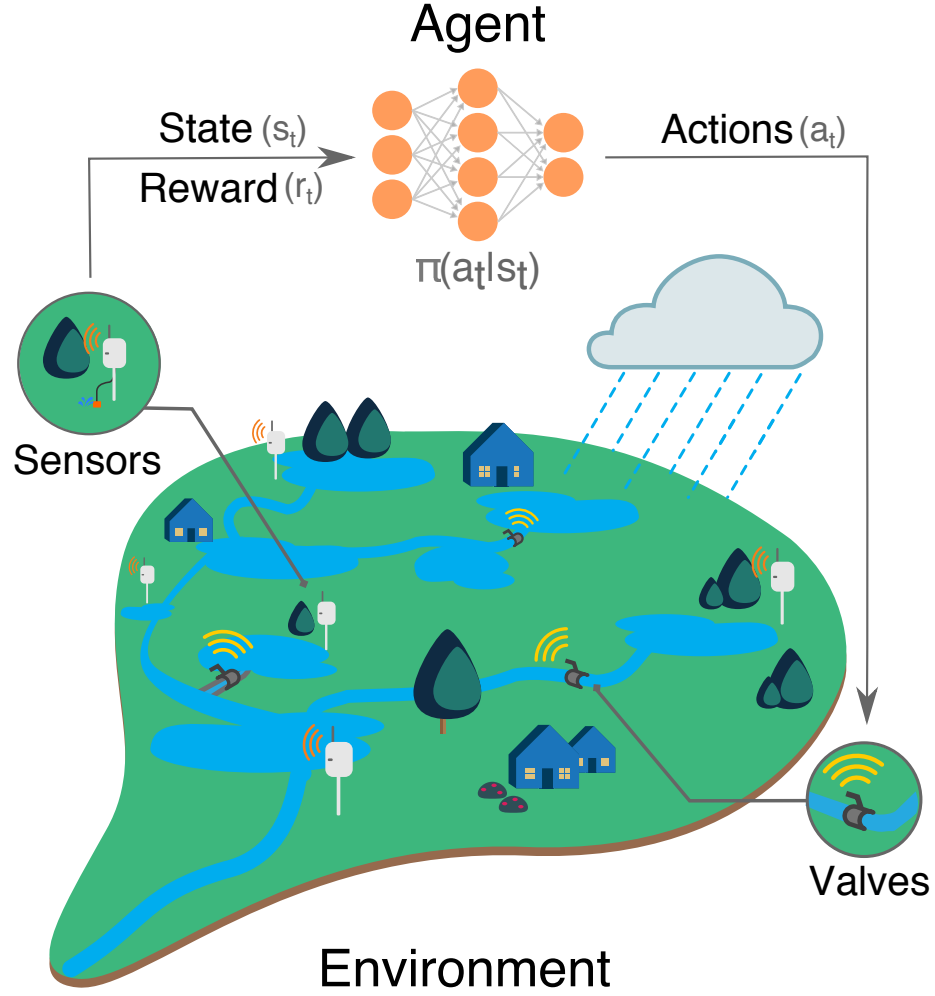 Agent
State (sₜ)
Reward (rₜ)
Actions (aₜ)
π(aₜ|sₜ)
Sensors
Valves
Environment